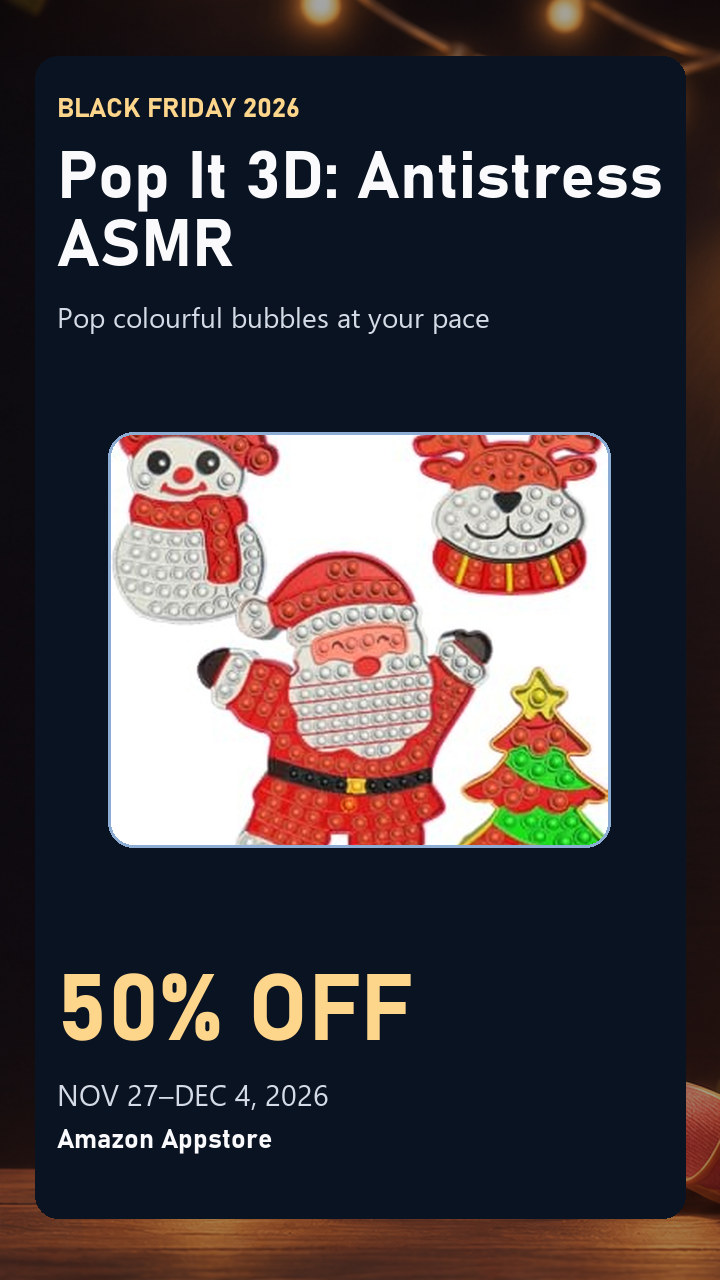 BLACK FRIDAY 2026
Pop It 3D: Antistress
ASMR
Pop colourful bubbles at your pace
50% OFF
NOV 27–DEC 4, 2026
Amazon Appstore